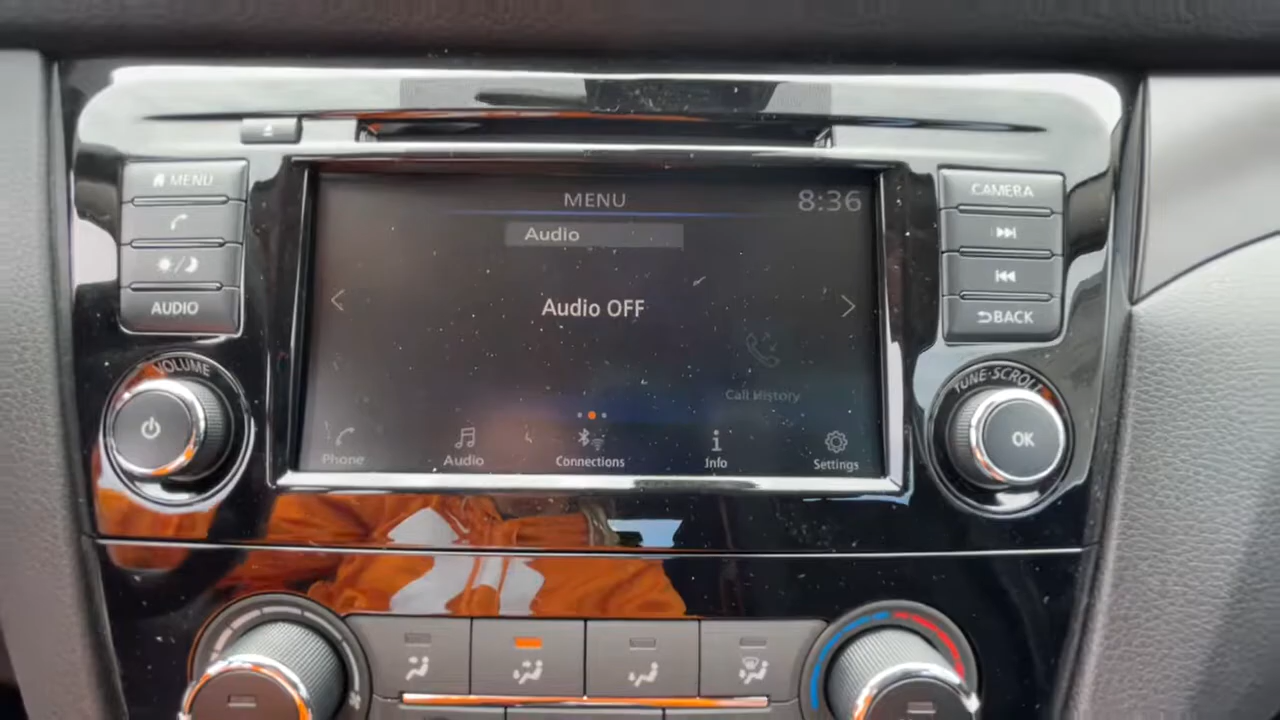 MENU
AUDIO
VOLUME
MENU
8:36
Audio
Audio OFF
Call History
Phone
Audio
Connections
Info
Settings
CAMERA
BACK
TUNE·SCROLL
OK